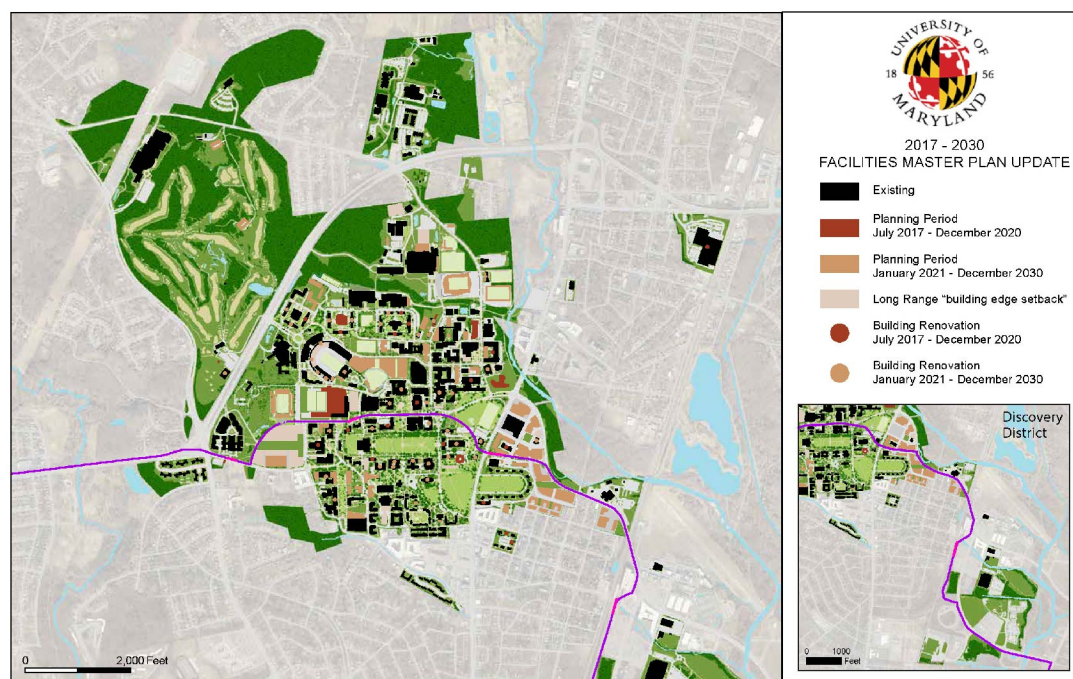 UNIVERSITY OF
18 56
MARYLAND
2017 - 2030
FACILITIES MASTER PLAN UPDATE
Existing
Planning Period
July 2017 - December 2020
Planning Period
January 2021 - December 2030
Long Range "building edge setback"
Building Renovation
July 2017 - December 2020
Building Renovation
January 2021 - December 2030
Discovery
District
0 1000
Feet
0 2,000 Feet